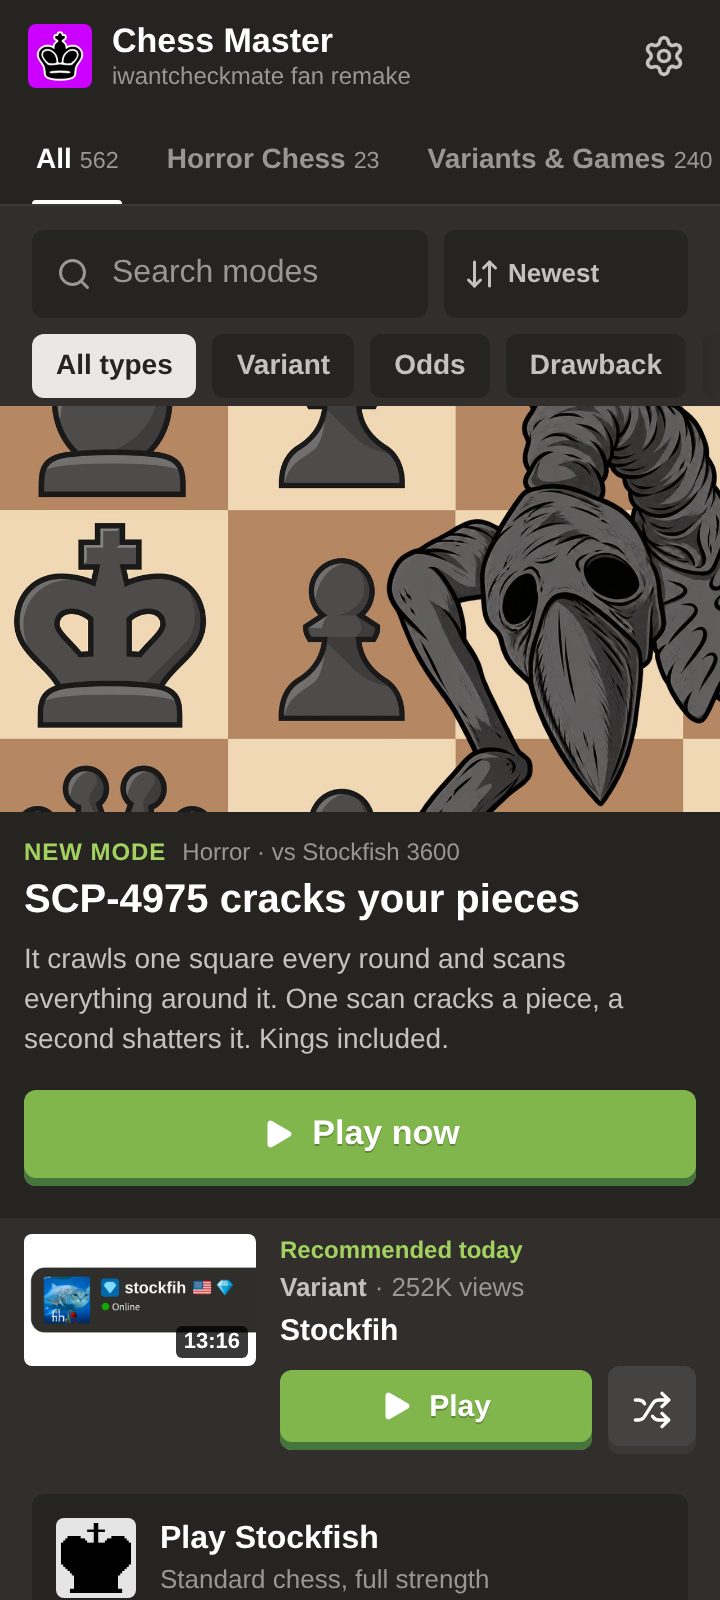 Chess Master
iwantcheckmate fan remake
All 562 Horror Chess 23 Variants & Games 240
Search modes Newest
All types Variant Odds Drawback
NEW MODE Horror · vs Stockfish 3600
SCP-4975 cracks your pieces
It crawls one square every round and scans
everything around it. One scan cracks a piece, a
second shatters it. Kings included.
Play now
stockfih
Online
fih
13:16
Recommended today
Variant · 252K views
Stockfih
Play
Play Stockfish
Standard chess, full strength